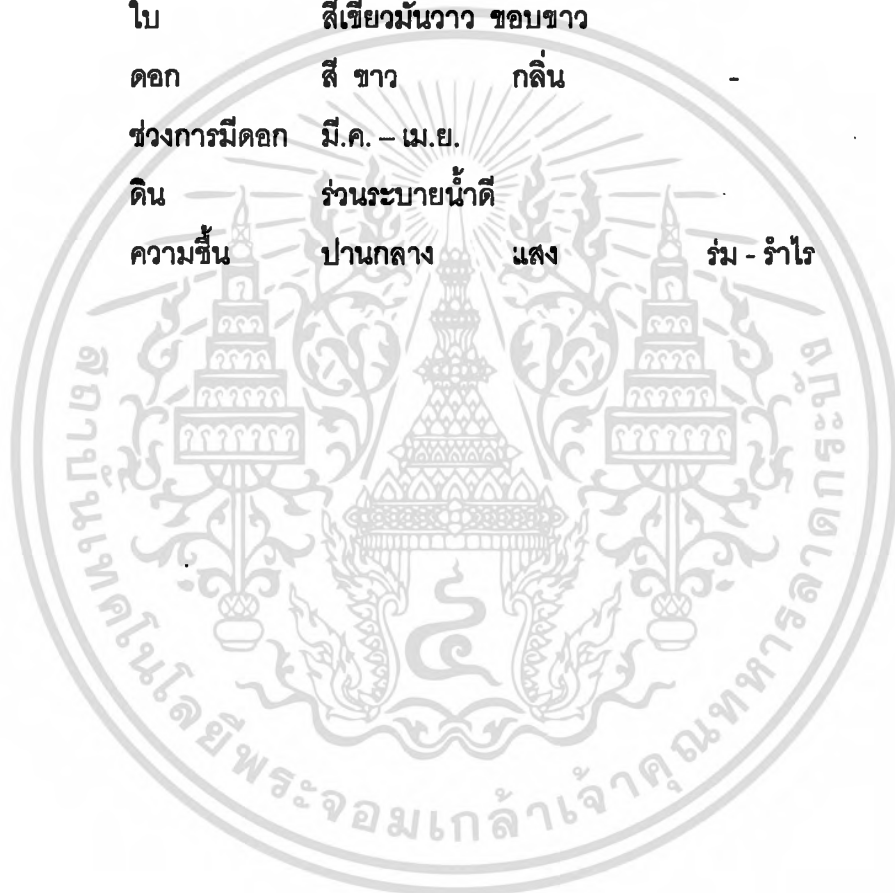 ใบ สีเขียวมันวาว ขอบขาว
ดอก สี ขาว กลิ่น -
ช่วงการมีดอก มี.ค. – เม.ย.
ดิน ร่วนระบายน้ำดี
ความชื้น ปานกลาง แสง ร่ม - รำไร
สถาบันเทคโนโลยีพระจอมเกล้าเจ้าคุณทหารลาดกระบัง